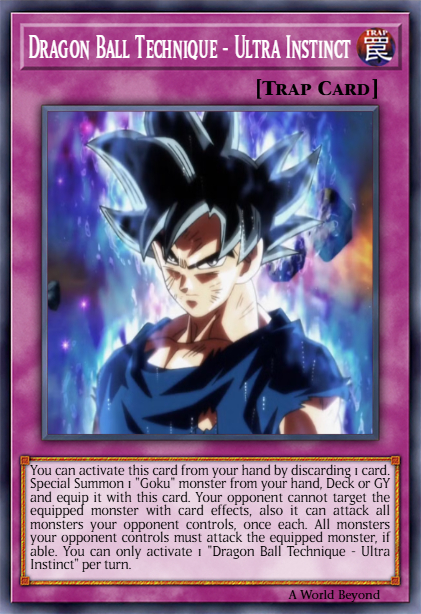 Dragon Ball Technique - Ultra Instinct
TRAP
罠
[Trap Card]
You can activate this card from your hand by discarding 1 card.
Special Summon 1 "Goku" monster from your hand, Deck or GY
and equip it with this card. Your opponent cannot target the
equipped monster with card effects, also it can attack all
monsters your opponent controls, once each. All monsters
your opponent controls must attack the equipped monster, if
able. You can only activate 1 "Dragon Ball Technique - Ultra
Instinct" per turn.
A World Beyond